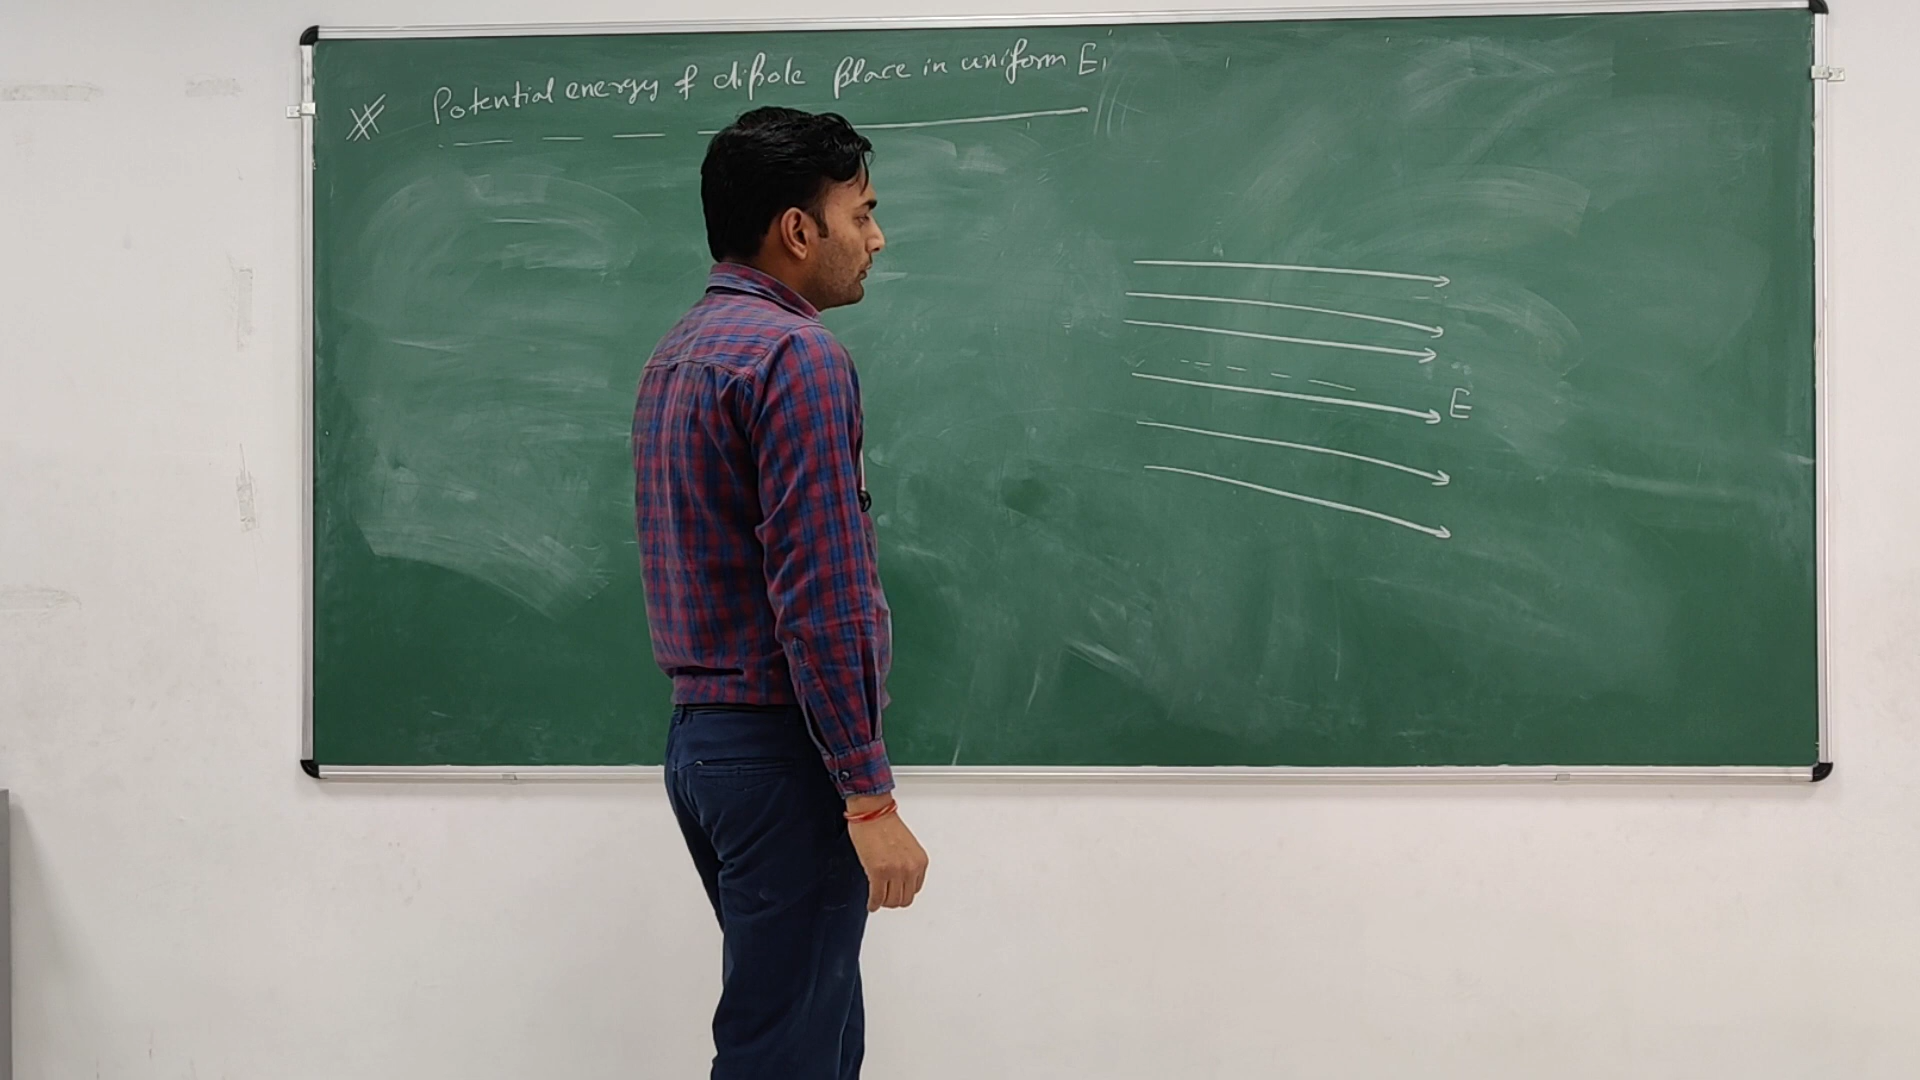 Potential energy of dipole place in uniform E,
E